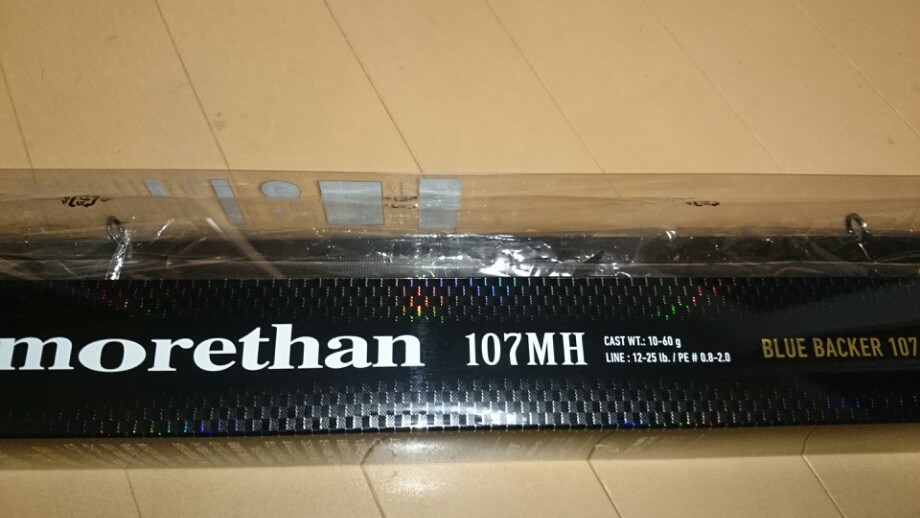 morethan 107MH
CAST WT.: 10-60 g
LINE : 12-25 lb. / PE # 0.8-2.0
BLUE BACKER 107